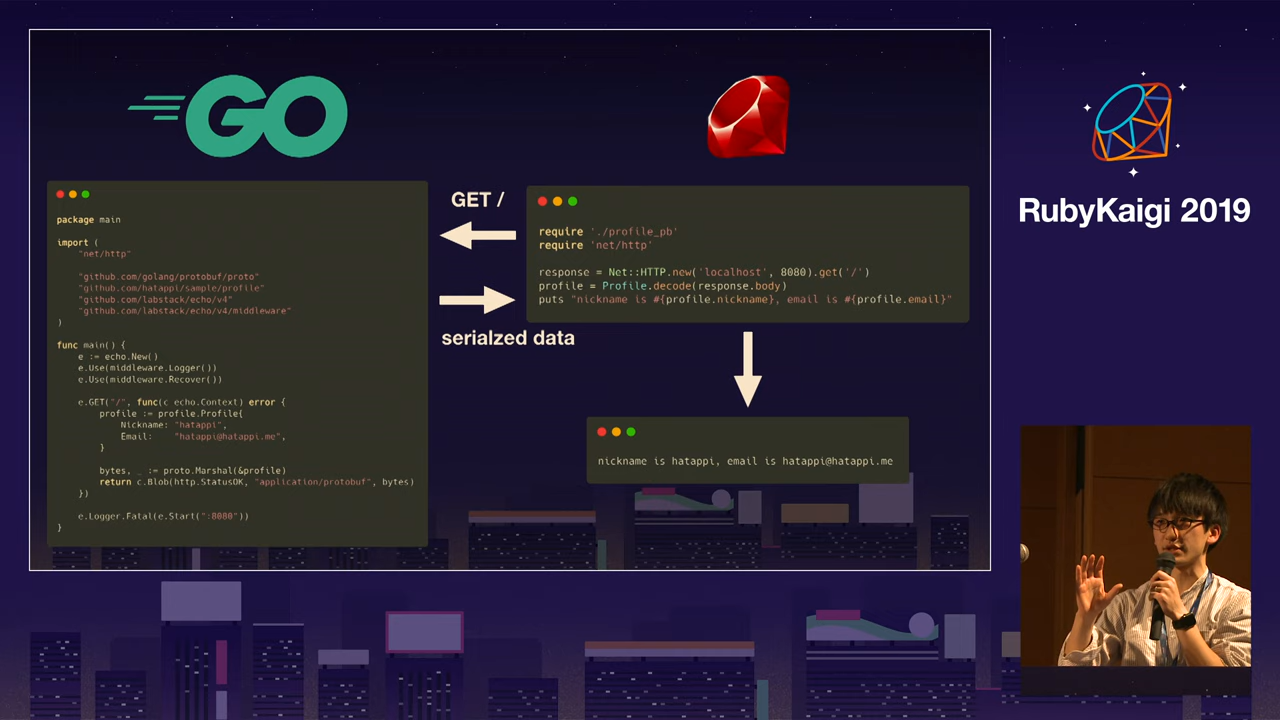 GO
package main
import (
"net/http"
"github.com/golang/protobuf/proto"
"github.com/hatappi/sample/profile"
"github.com/labstack/echo/v4"
"github.com/labstack/echo/v4/middleware"
)
func main() {
e := echo.New()
e.Use(middleware.Logger())
e.Use(middleware.Recover())
e.GET("/", func(c echo.Context) error {
profile := profile.Profile{
Nickname: "hatappi",
Email: "hatappi@hatappi.me",
}
bytes, _ := proto.Marshal(&profile)
return c.Blob(http.StatusOK, "application/protobuf", bytes)
})
e.Logger.Fatal(e.Start(":8080"))
}
GET /
serialzed data
require './profile_pb'
require 'net/http'
response = Net::HTTP.new('localhost', 8080).get('/')
profile = Profile.decode(response.body)
puts "nickname is #{profile.nickname}, email is #{profile.email}"
nickname is hatappi, email is hatappi@hatappi.me
RubyKaigi 2019